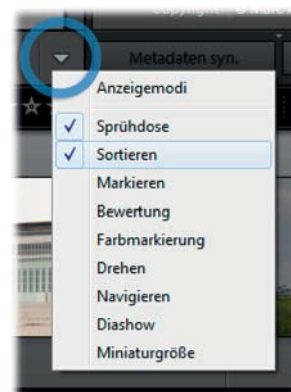 Metadaten syn.
Anzeigemodi
Sprühdose
Sortieren
Markieren
Bewertung
Farbmarkierung
Drehen
Navigieren
Diashow
Miniaturgröße